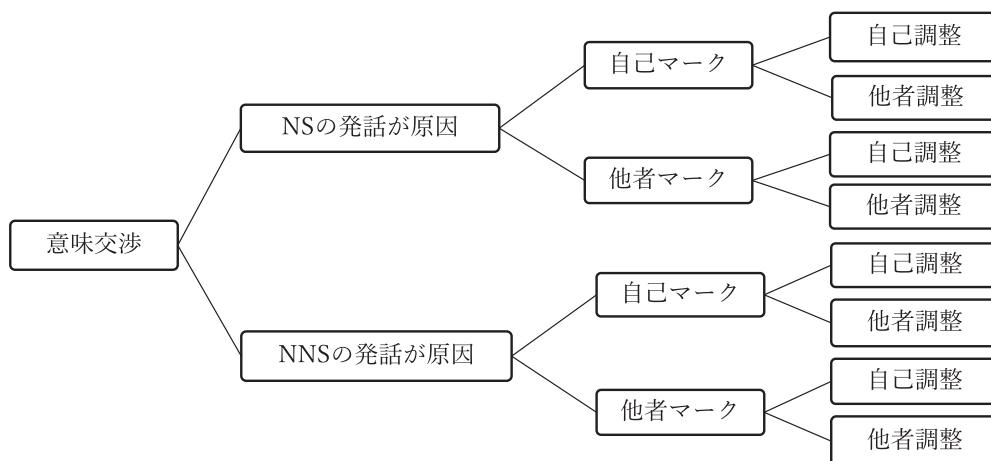 意味交渉
NSの発話が原因
自己マーク
自己調整
他者調整
他者マーク
自己調整
他者調整
NNSの発話が原因
自己マーク
自己調整
他者調整
他者マーク
自己調整
他者調整